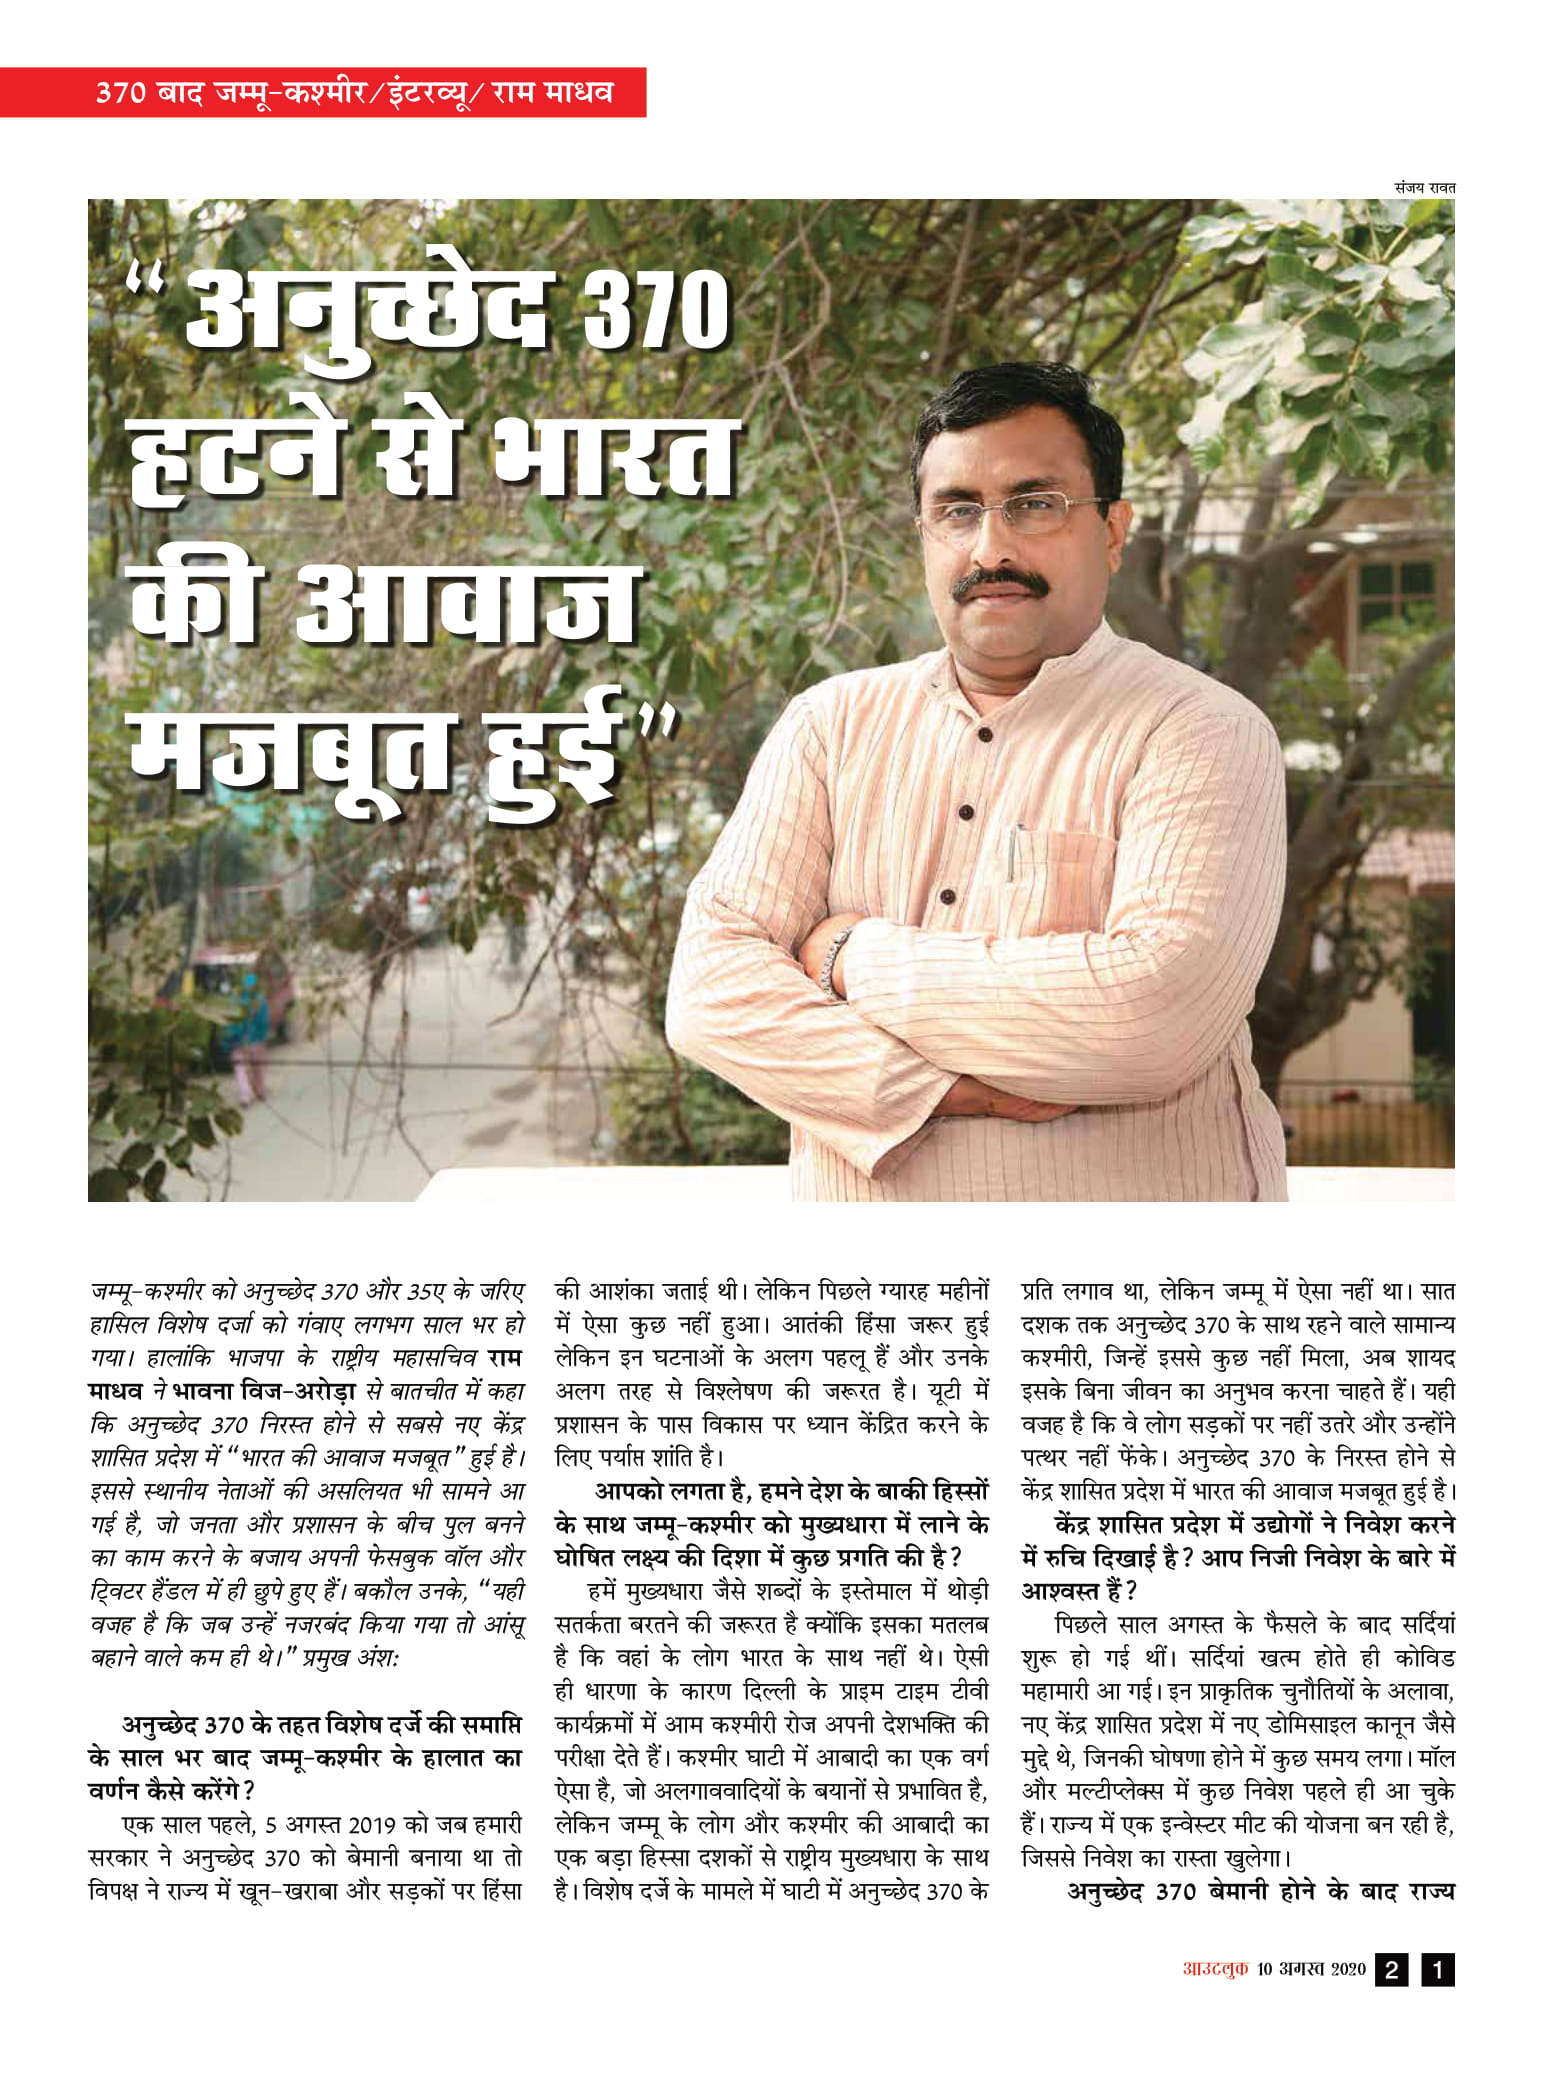 370 बाद जम्मू-कश्मीर/इंटरव्यू/ राम माधव
संजय रावत
“अनुच्छेद 370
हटने से भारत
की आवाज
मजबूत हुई”
जम्मू-कश्मीर को अनुच्छेद 370 और 35ए के जरिए
हासिल विशेष दर्जा को गंवाए लगभग साल भर हो
गया। हालांकि भाजपा के राष्ट्रीय महासचिव राम
माधव ने भावना विज-अरोड़ा से बातचीत में कहा
कि अनुच्छेद 370 निरस्त होने से सबसे नए केंद्र
शासित प्रदेश में “भारत की आवाज मजबूत” हुई है।
इससे स्थानीय नेताओं की असलियत भी सामने आ
गई है, जो जनता और प्रशासन के बीच पुल बनने
का काम करने के बजाय अपनी फेसबुक वॉल और
ट्विटर हैंडल में ही छुपे हुए हैं। बकौल उनके, “यही
वजह है कि जब उन्हें नजरबंद किया गया तो आंसू
बहाने वाले कम ही थे।” प्रमुख अंश:
अनुच्छेद 370 के तहत विशेष दर्जे की समाप्ति
के साल भर बाद जम्मू-कश्मीर के हालात का
वर्णन कैसे करेंगे?
एक साल पहले, 5 अगस्त 2019 को जब हमारी
सरकार ने अनुच्छेद 370 को बेमानी बनाया था तो
विपक्ष ने राज्य में खून-खराबा और सड़कों पर हिंसा
की आशंका जताई थी। लेकिन पिछले ग्यारह महीनों
में ऐसा कुछ नहीं हुआ। आतंकी हिंसा जरूर हुई
लेकिन इन घटनाओं के अलग पहलू हैं और उनके
अलग तरह से विश्लेषण की जरूरत है। यूटी में
प्रशासन के पास विकास पर ध्यान केंद्रित करने के
लिए पर्याप्त शांति है।
आपको लगता है, हमने देश के बाकी हिस्सों
के साथ जम्मू-कश्मीर को मुख्यधारा में लाने के
घोषित लक्ष्य की दिशा में कुछ प्रगति की है?
हमें मुख्यधारा जैसे शब्दों के इस्तेमाल में थोड़ी
सतर्कता बरतने की जरूरत है क्योंकि इसका मतलब
है कि वहां के लोग भारत के साथ नहीं थे। ऐसी
ही धारणा के कारण दिल्ली के प्राइम टाइम टीवी
कार्यक्रमों में आम कश्मीरी रोज अपनी देशभक्ति की
परीक्षा देते हैं। कश्मीर घाटी में आबादी का एक वर्ग
ऐसा है, जो अलगाववादियों के बयानों से प्रभावित है,
लेकिन जम्मू के लोग और कश्मीर की आबादी का
एक बड़ा हिस्सा दशकों से राष्ट्रीय मुख्यधारा के साथ
है। विशेष दर्जे के मामले में घाटी में अनुच्छेद 370 के
प्रति लगाव था, लेकिन जम्मू में ऐसा नहीं था। सात
दशक तक अनुच्छेद 370 के साथ रहने वाले सामान्य
कश्मीरी, जिन्हें इससे कुछ नहीं मिला, अब शायद
इसके बिना जीवन का अनुभव करना चाहते हैं। यही
वजह है कि वे लोग सड़कों पर नहीं उतरे और उन्होंने
पत्थर नहीं फेंके। अनुच्छेद 370 के निरस्त होने से
केंद्र शासित प्रदेश में भारत की आवाज मजबूत हुई है।
केंद्र शासित प्रदेश में उद्योगों ने निवेश करने
में रुचि दिखाई है? आप निजी निवेश के बारे में
आश्वस्त हैं?
पिछले साल अगस्त के फैसले के बाद सर्दियां
शुरू हो गई थीं। सर्दियां खत्म होते ही कोविड
महामारी आ गई। इन प्राकृतिक चुनौतियों के अलावा,
नए केंद्र शासित प्रदेश में नए डोमिसाइल कानून जैसे
मुद्दे थे, जिनकी घोषणा होने में कुछ समय लगा। मॉल
और मल्टीप्लेक्स में कुछ निवेश पहले ही आ चुके
हैं। राज्य में एक इन्वेस्टर मीट की योजना बन रही है,
जिससे निवेश का रास्ता खुलेगा।
अनुच्छेद 370 बेमानी होने के बाद राज्य
आउटलुक 10 अगस्त 2020 2 1